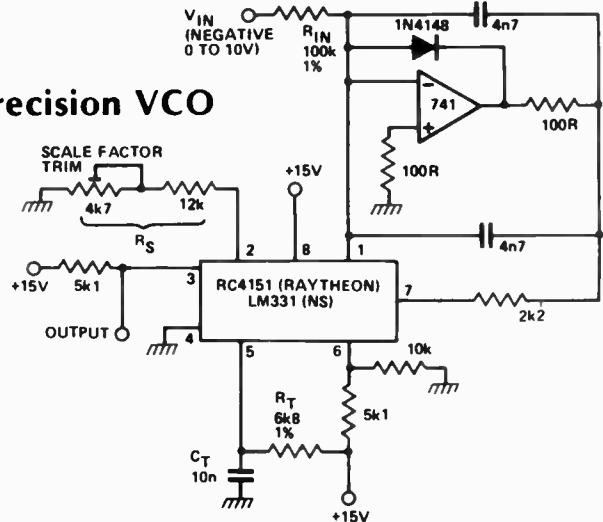 recision VCO
VIN
(NEGATIVE
0 TO 10V)
RIN
100k
1%
1N4148
4n7
−
741
+
100R
100R
SCALE FACTOR
TRIM
4k7
12k
RS
+15V
2
8
1
4n7
+15V
5k1
3
RC4151 (RAYTHEON)
LM331 (NS)
7
2k2
OUTPUT
4
5
6
10k
RT
6k8
1%
5k1
CT
10n
+15V